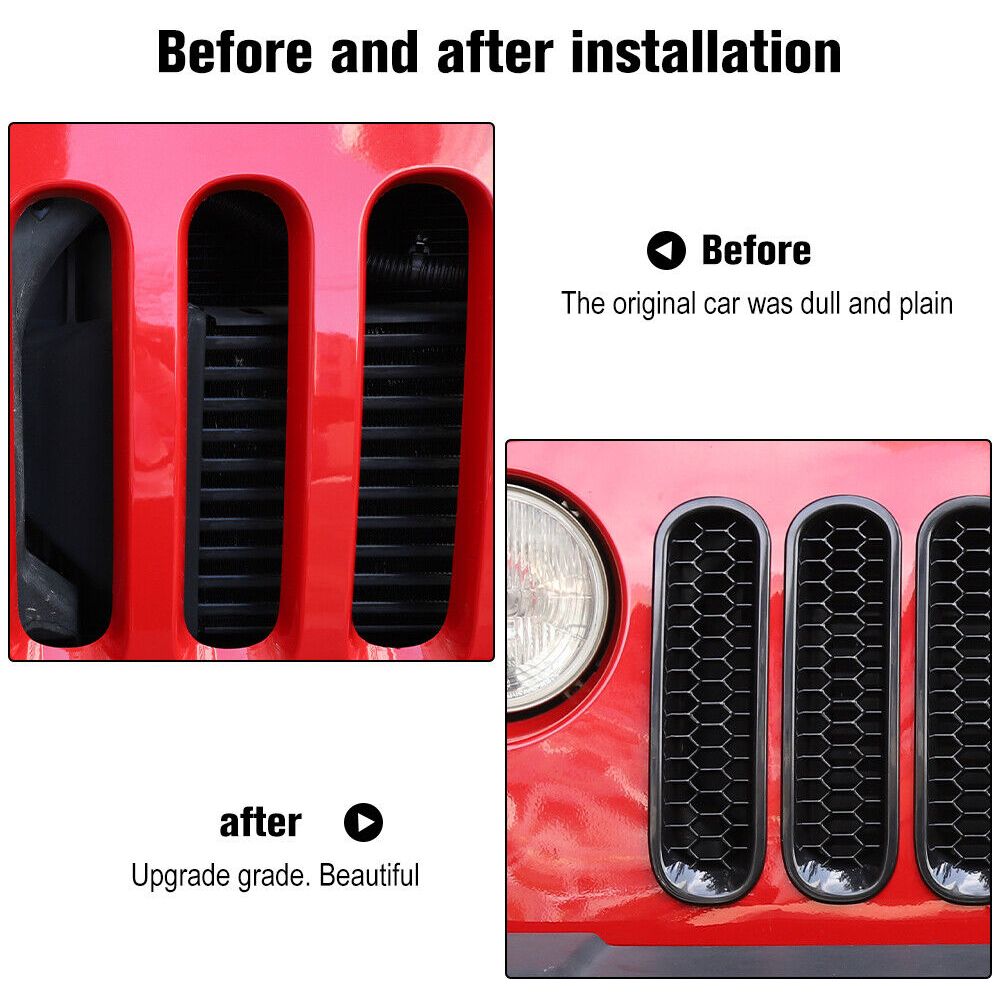 Before and after installation
Before
The original car was dull and plain
after
Upgrade grade. Beautiful